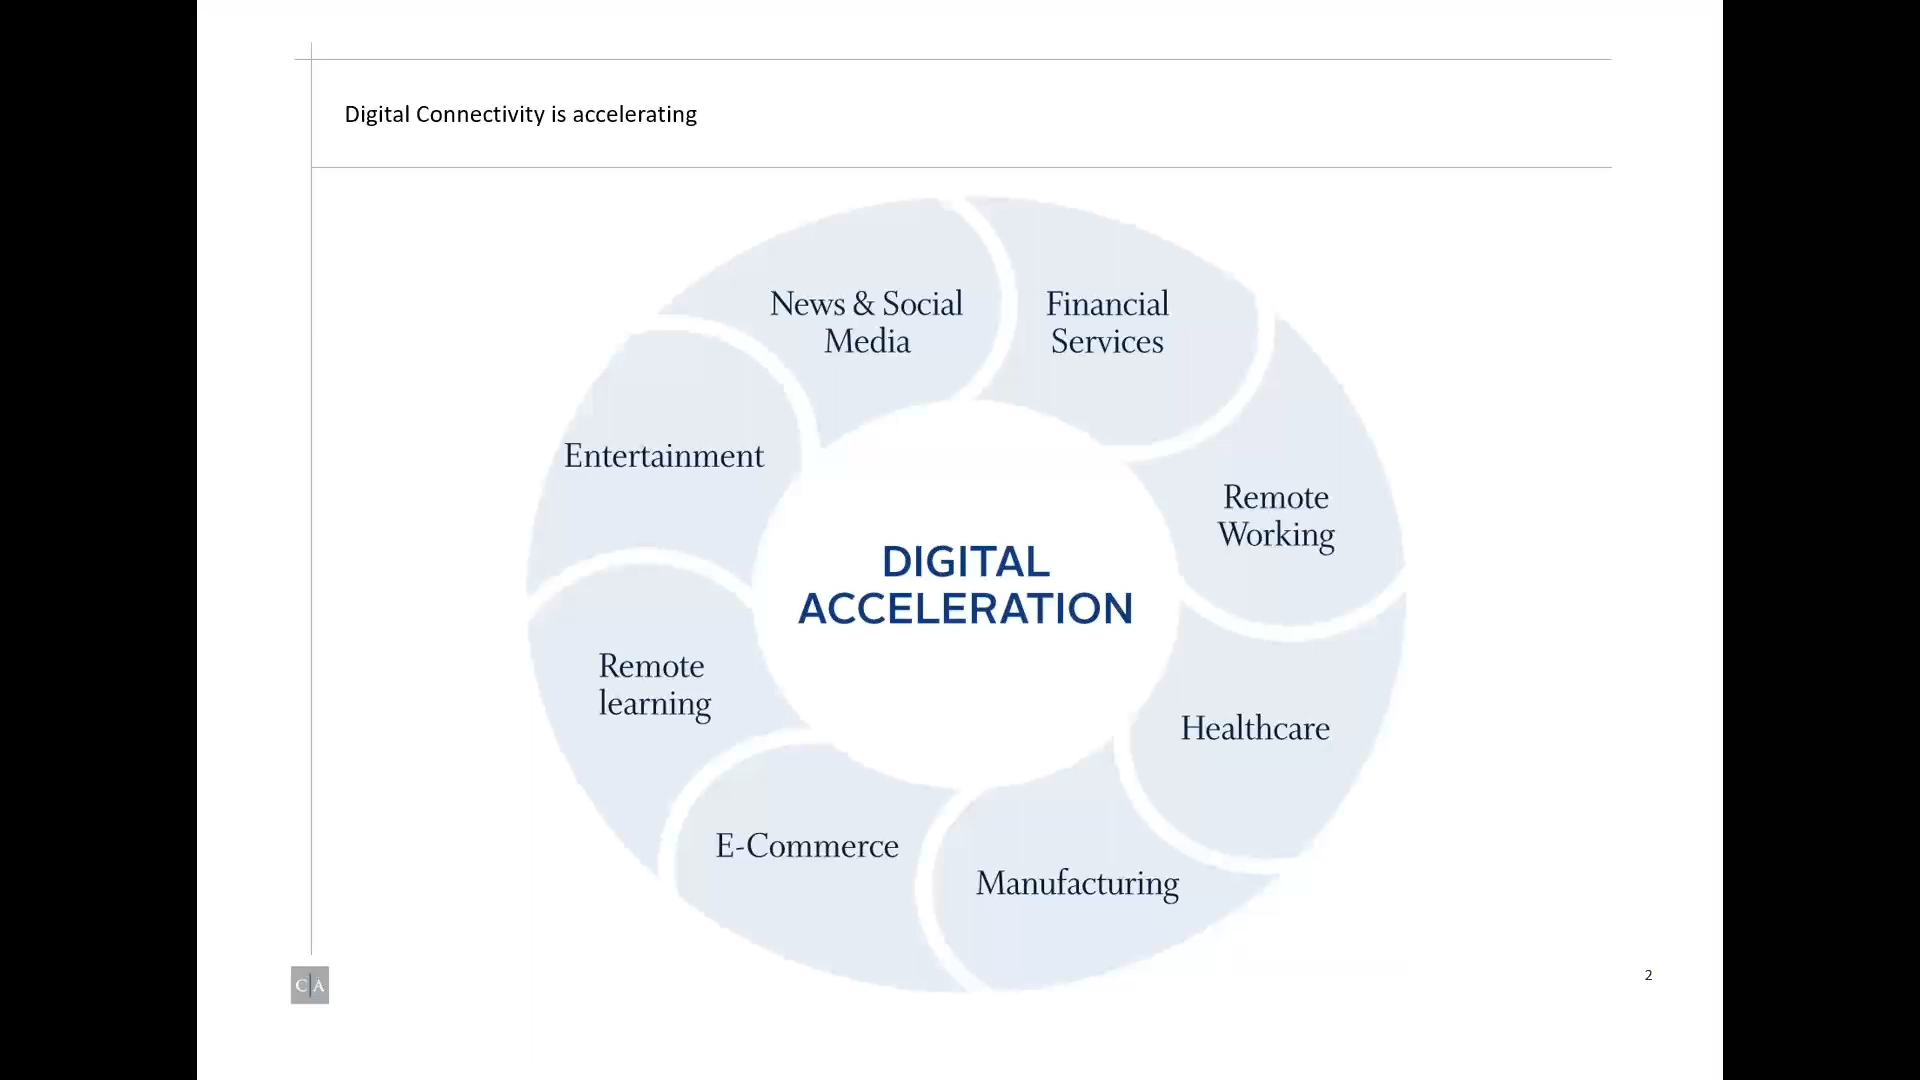 Digital Connectivity is accelerating
News & Social
Media
Financial
Services
Entertainment
Remote
Working
DIGITAL
ACCELERATION
Remote
learning
Healthcare
E-Commerce
Manufacturing
C|A
2